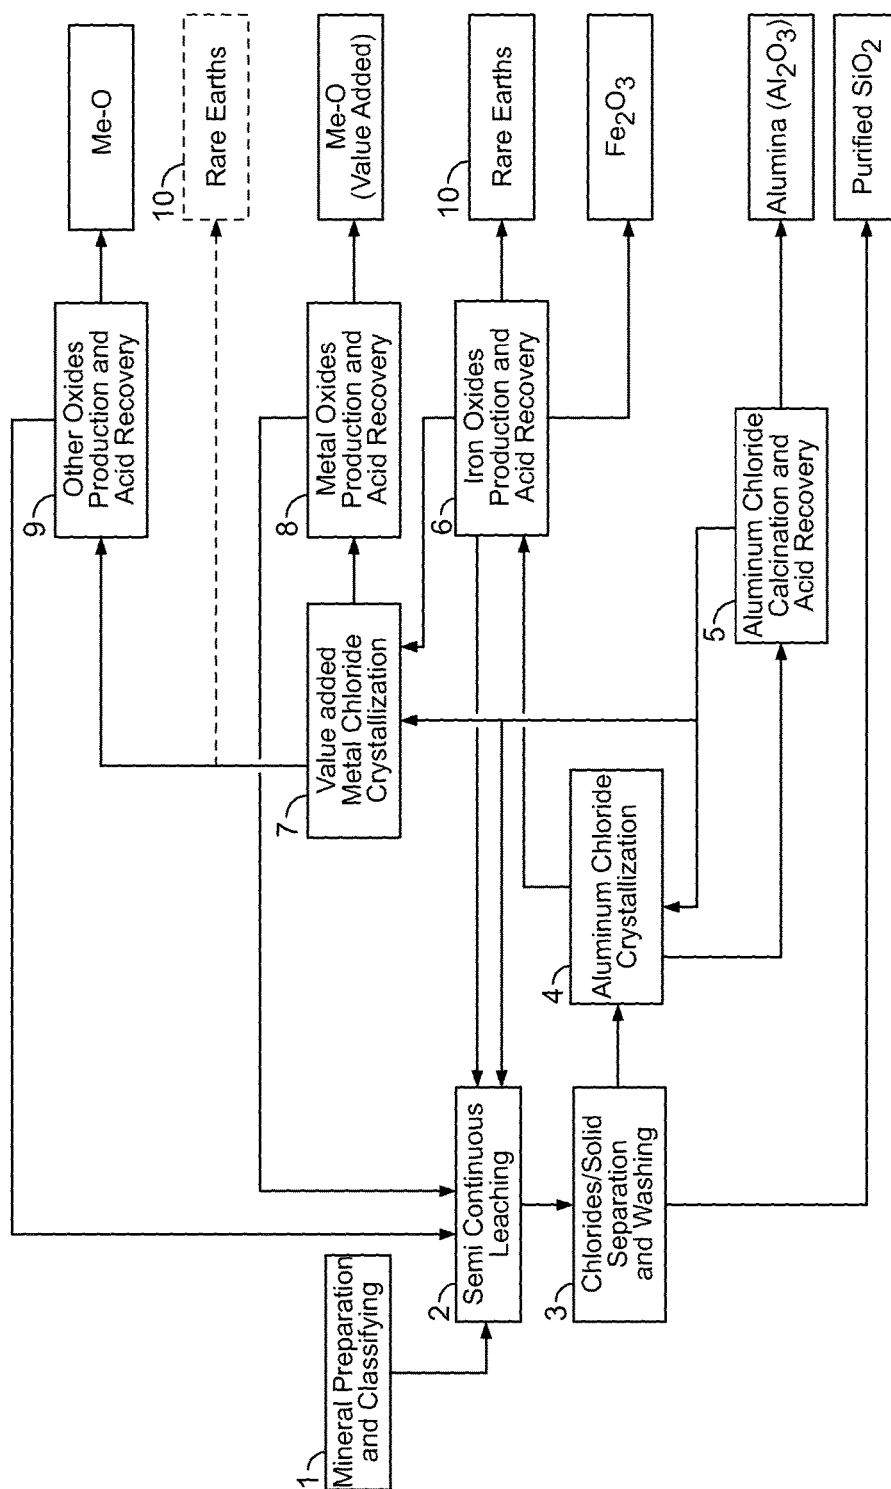 1
Mineral Preparation
and Classifying
2
Semi Continuous
Leaching
3
Chlorides/Solid
Separation
and Washing
4
Aluminum Chloride
Crystallization
5
Aluminum Chloride
Calcination and
Acid Recovery
6
Iron Oxides
Production and
Acid Recovery
7
Value added
Metal Chloride
Crystallization
8
Metal Oxides
Production and
Acid Recovery
9
Other Oxides
Production and
Acid Recovery
Me-O
10
Rare Earths
Me-O
(Value Added)
10
Rare Earths
Fe2O3
Alumina (Al2O3)
Purified SiO2